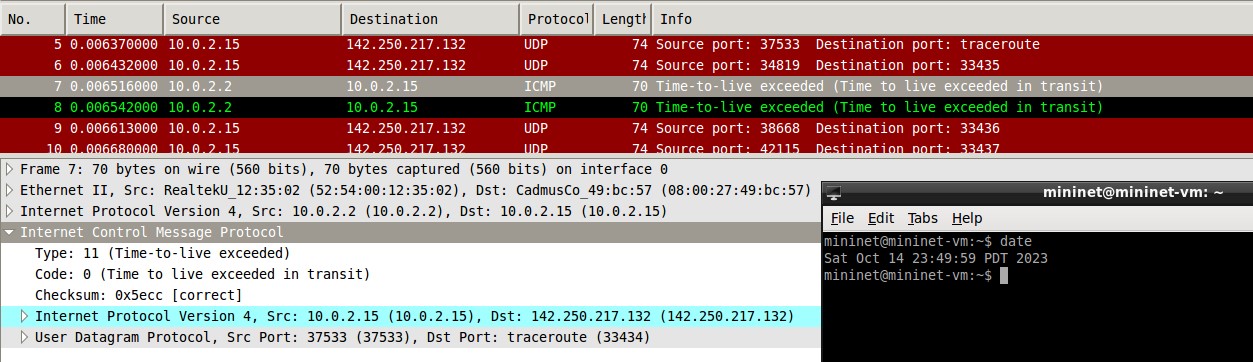 No. Time Source Destination Protocol Length Info
5 0.006370000 10.0.2.15 142.250.217.132 UDP 74 Source port: 37533 Destination port: traceroute
6 0.006432000 10.0.2.15 142.250.217.132 UDP 74 Source port: 34819 Destination port: 33435
7 0.006516000 10.0.2.2 10.0.2.15 ICMP 70 Time-to-live exceeded (Time to live exceeded in transit)
8 0.006542000 10.0.2.2 10.0.2.15 ICMP 70 Time-to-live exceeded (Time to live exceeded in transit)
9 0.006613000 10.0.2.15 142.250.217.132 UDP 74 Source port: 38668 Destination port: 33436
10 0.006680000 10.0.2.15 142.250.217.132 UDP 74 Source port: 42115 Destination port: 33437
Frame 7: 70 bytes on wire (560 bits), 70 bytes captured (560 bits) on interface 0
Ethernet II, Src: RealtekU_12:35:02 (52:54:00:12:35:02), Dst: CadmusCo_49:bc:57 (08:00:27:49:bc:57)
Internet Protocol Version 4, Src: 10.0.2.2 (10.0.2.2), Dst: 10.0.2.15 (10.0.2.15)
Internet Control Message Protocol
Type: 11 (Time-to-live exceeded)
Code: 0 (Time to live exceeded in transit)
Checksum: 0x5ecc [correct]
Internet Protocol Version 4, Src: 10.0.2.15 (10.0.2.15), Dst: 142.250.217.132 (142.250.217.132)
User Datagram Protocol, Src Port: 37533 (37533), Dst Port: traceroute (33434)
mininet@mininet-vm: ~
File Edit Tabs Help
mininet@mininet-vm:~$ date
Sat Oct 14 23:49:59 PDT 2023
mininet@mininet-vm:~$